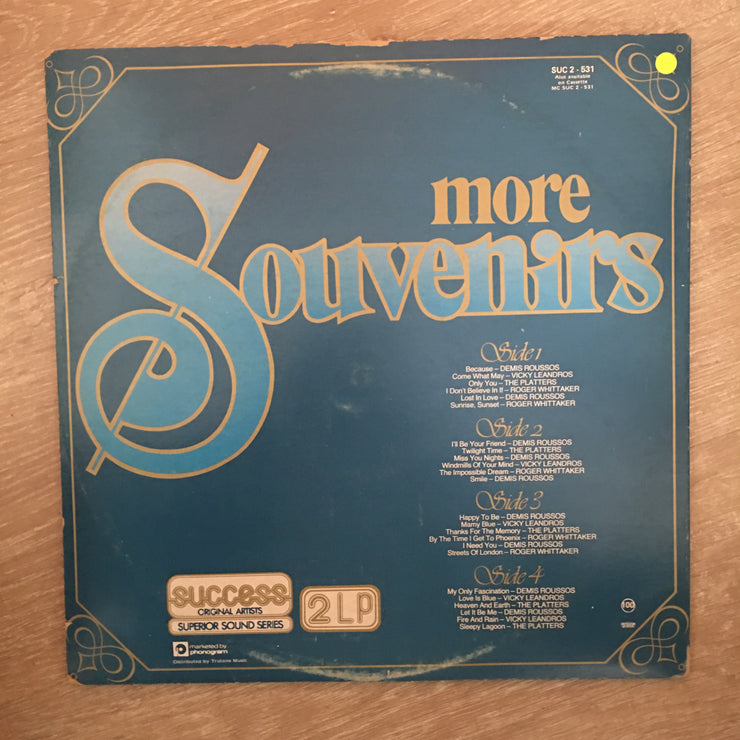 SUC 2 - 531
Also available
on Cassette
MC SUC 2 - 531
more
Souvenirs
Side 1
Because – DEMIS ROUSSOS
Come What May – VICKY LEANDROS
Only You – THE PLATTERS
I Don't Believe In If – ROGER WHITTAKER
Lost In Love – DEMIS ROUSSOS
Sunrise, Sunset – ROGER WHITTAKER
Side 2
I'll Be Your Friend – DEMIS ROUSSOS
Twilight Time – THE PLATTERS
Miss You Nights – DEMIS ROUSSOS
Windmills Of Your Mind – VICKY LEANDROS
The Impossible Dream – ROGER WHITTAKER
Smile – DEMIS ROUSSOS
Side 3
Happy To Be – DEMIS ROUSSOS
Mamy Blue – VICKY LEANDROS
Thanks For The Memory – THE PLATTERS
By The Time I Get To Phoenix – ROGER WHITTAKER
I Need You – DEMIS ROUSSOS
Streets Of London – ROGER WHITTAKER
Side 4
My Only Fascination – DEMIS ROUSSOS
Love Is Blue – VICKY LEANDROS
Heaven And Earth – THE PLATTERS
Let It Be Me – DEMIS ROUSSOS
Fire And Rain – VICKY LEANDROS
Sleepy Lagoon – THE PLATTERS
success
ORIGINAL ARTISTS
SUPERIOR SOUND SERIES
2 LP
100
marketed by
phonogram
Distributed by Trutone Music